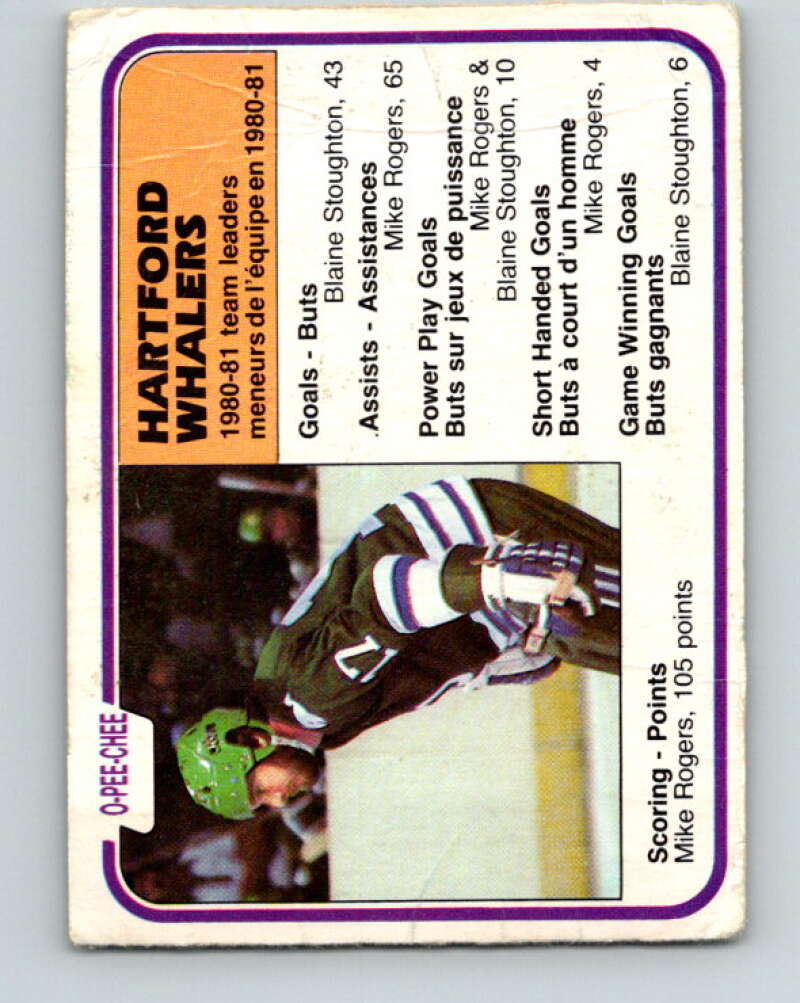 O-PEE-CHEE
HARTFORD
WHALERS
1980-81 team leaders
meneurs de l'équipe en 1980-81
Goals - Buts
Blaine Stoughton, 43
Assists - Assistances
Mike Rogers, 65
Power Play Goals
Buts sur jeux de puissance
Mike Rogers &
Blaine Stoughton, 10
Short Handed Goals
Buts à court d'un homme
Mike Rogers, 4
Game Winning Goals
Buts gagnants
Blaine Stoughton, 6
Scoring - Points
Mike Rogers, 105 points
17